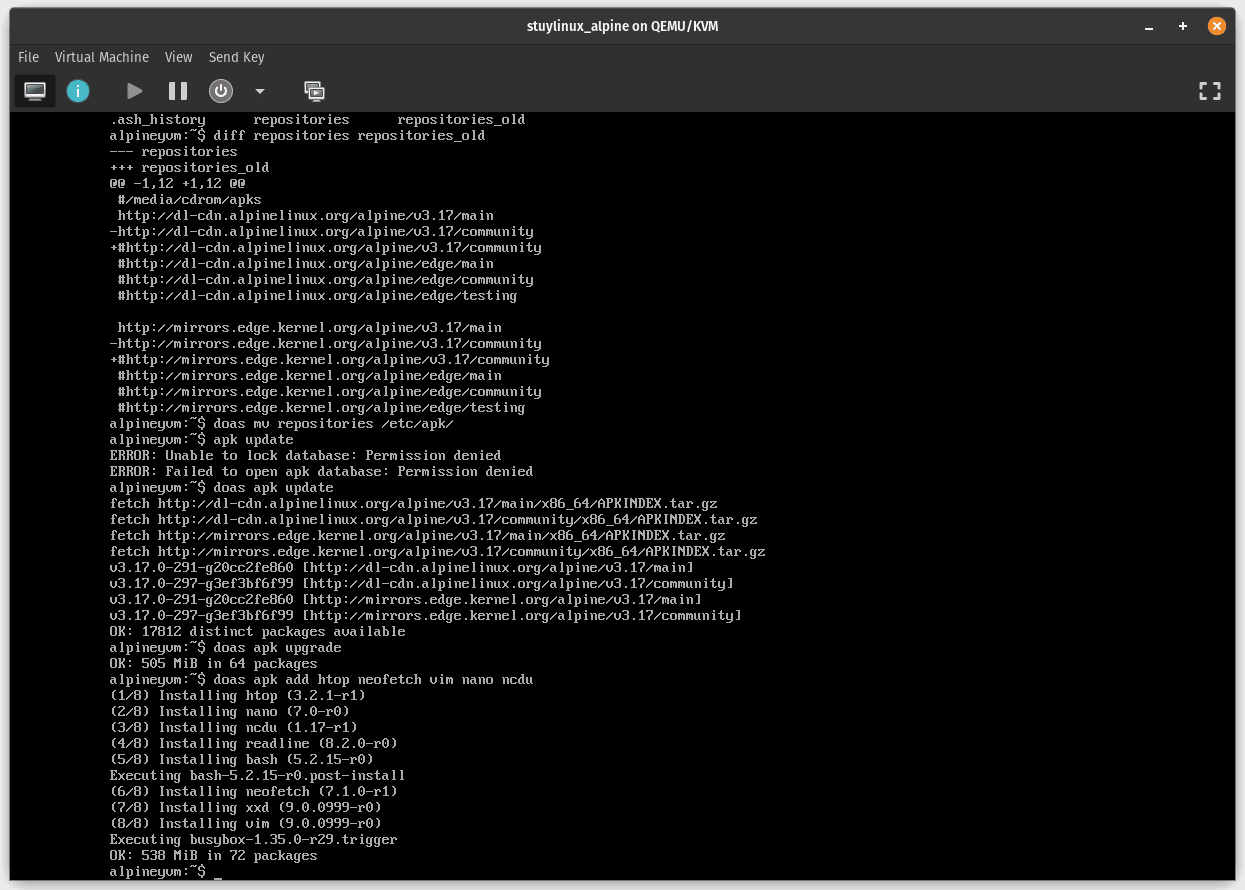 stuylinux_alpine on QEMU/KVM
File Virtual Machine View Send Key
.ash_history      repositories      repositories_old
alpineyvm:~$ diff repositories repositories_old
--- repositories
+++ repositories_old
@@ -1,12 +1,12 @@
 #/media/cdrom/apks
 http://dl-cdn.alpinelinux.org/alpine/v3.17/main
-http://dl-cdn.alpinelinux.org/alpine/v3.17/community
+#http://dl-cdn.alpinelinux.org/alpine/v3.17/community
 #http://dl-cdn.alpinelinux.org/alpine/edge/main
 #http://dl-cdn.alpinelinux.org/alpine/edge/community
 #http://dl-cdn.alpinelinux.org/alpine/edge/testing
 http://mirrors.edge.kernel.org/alpine/v3.17/main
-http://mirrors.edge.kernel.org/alpine/v3.17/community
+#http://mirrors.edge.kernel.org/alpine/v3.17/community
 #http://mirrors.edge.kernel.org/alpine/edge/main
 #http://mirrors.edge.kernel.org/alpine/edge/community
 #http://mirrors.edge.kernel.org/alpine/edge/testing
alpineyvm:~$ doas mv repositories /etc/apk/
alpineyvm:~$ apk update
ERROR: Unable to lock database: Permission denied
ERROR: Failed to open apk database: Permission denied
alpineyvm:~$ doas apk update
fetch http://dl-cdn.alpinelinux.org/alpine/v3.17/main/x86_64/APKINDEX.tar.gz
fetch http://dl-cdn.alpinelinux.org/alpine/v3.17/community/x86_64/APKINDEX.tar.gz
fetch http://mirrors.edge.kernel.org/alpine/v3.17/main/x86_64/APKINDEX.tar.gz
fetch http://mirrors.edge.kernel.org/alpine/v3.17/community/x86_64/APKINDEX.tar.gz
v3.17.0-291-g20cc2fe860 [http://dl-cdn.alpinelinux.org/alpine/v3.17/main]
v3.17.0-297-g3ef3bf6f99 [http://dl-cdn.alpinelinux.org/alpine/v3.17/community]
v3.17.0-291-g20cc2fe860 [http://mirrors.edge.kernel.org/alpine/v3.17/main]
v3.17.0-297-g3ef3bf6f99 [http://mirrors.edge.kernel.org/alpine/v3.17/community]
OK: 17812 distinct packages available
alpineyvm:~$ doas apk upgrade
OK: 505 MiB in 64 packages
alpineyvm:~$ doas apk add htop neofetch vim nano ncdu
(1/8) Installing htop (3.2.1-r1)
(2/8) Installing nano (7.0-r0)
(3/8) Installing ncdu (1.17-r1)
(4/8) Installing readline (8.2.0-r0)
(5/8) Installing bash (5.2.15-r0)
Executing bash-5.2.15-r0.post-install
(6/8) Installing neofetch (7.1.0-r1)
(7/8) Installing xxd (9.0.0999-r0)
(8/8) Installing vim (9.0.0999-r0)
Executing busybox-1.35.0-r29.trigger
OK: 538 MiB in 72 packages
alpineyvm:~$ _